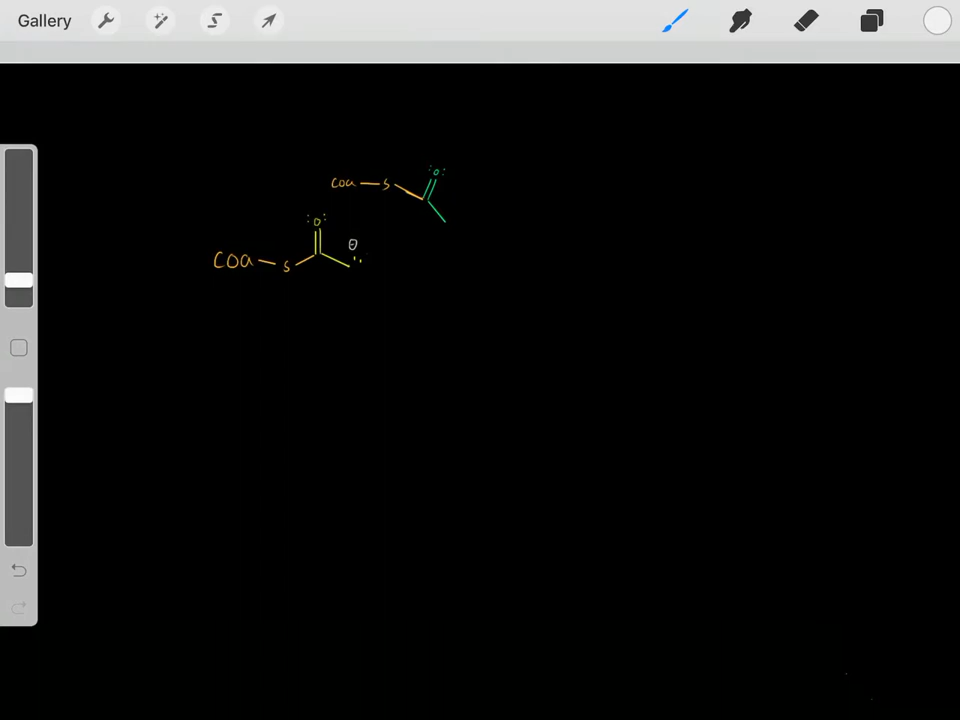 Gallery
:O:
COA — S
:O:
⊖
COA — S